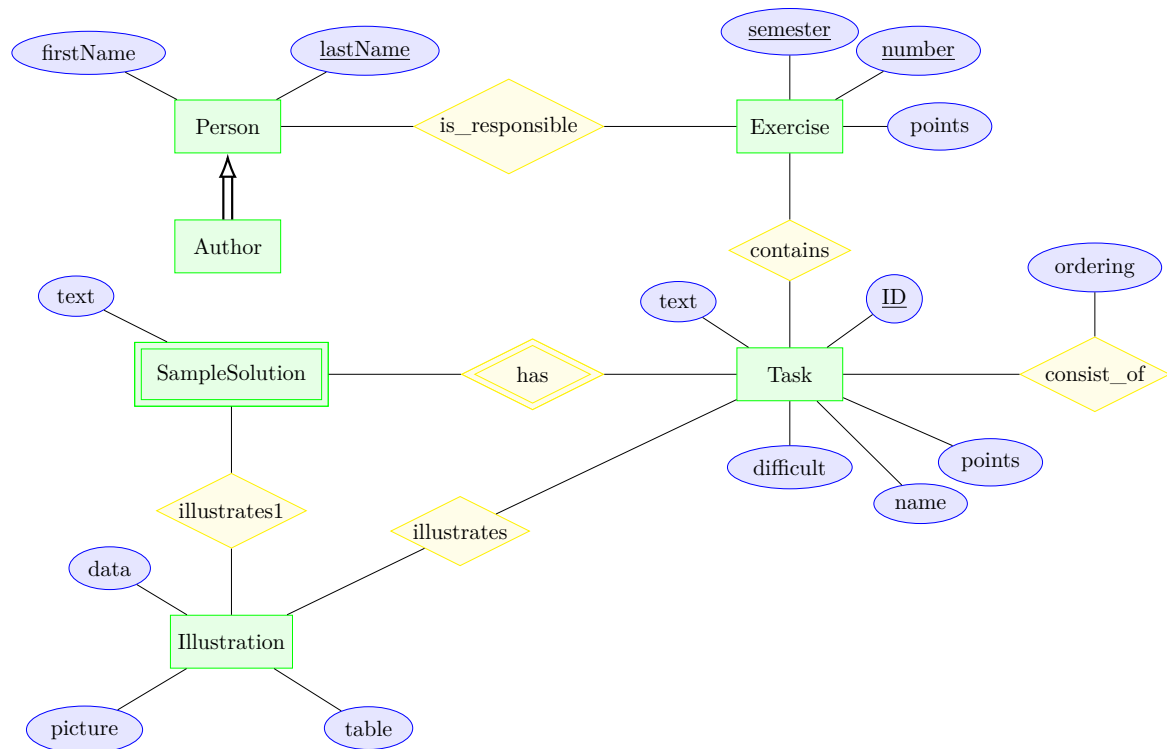 semester
firstName
lastName
number
Person
is_responsible
Exercise
points
Author
contains
ordering
text
text
ID
SampleSolution
has
Task
consist_of
difficult
points
name
illustrates1
illustrates
data
Illustration
picture
table